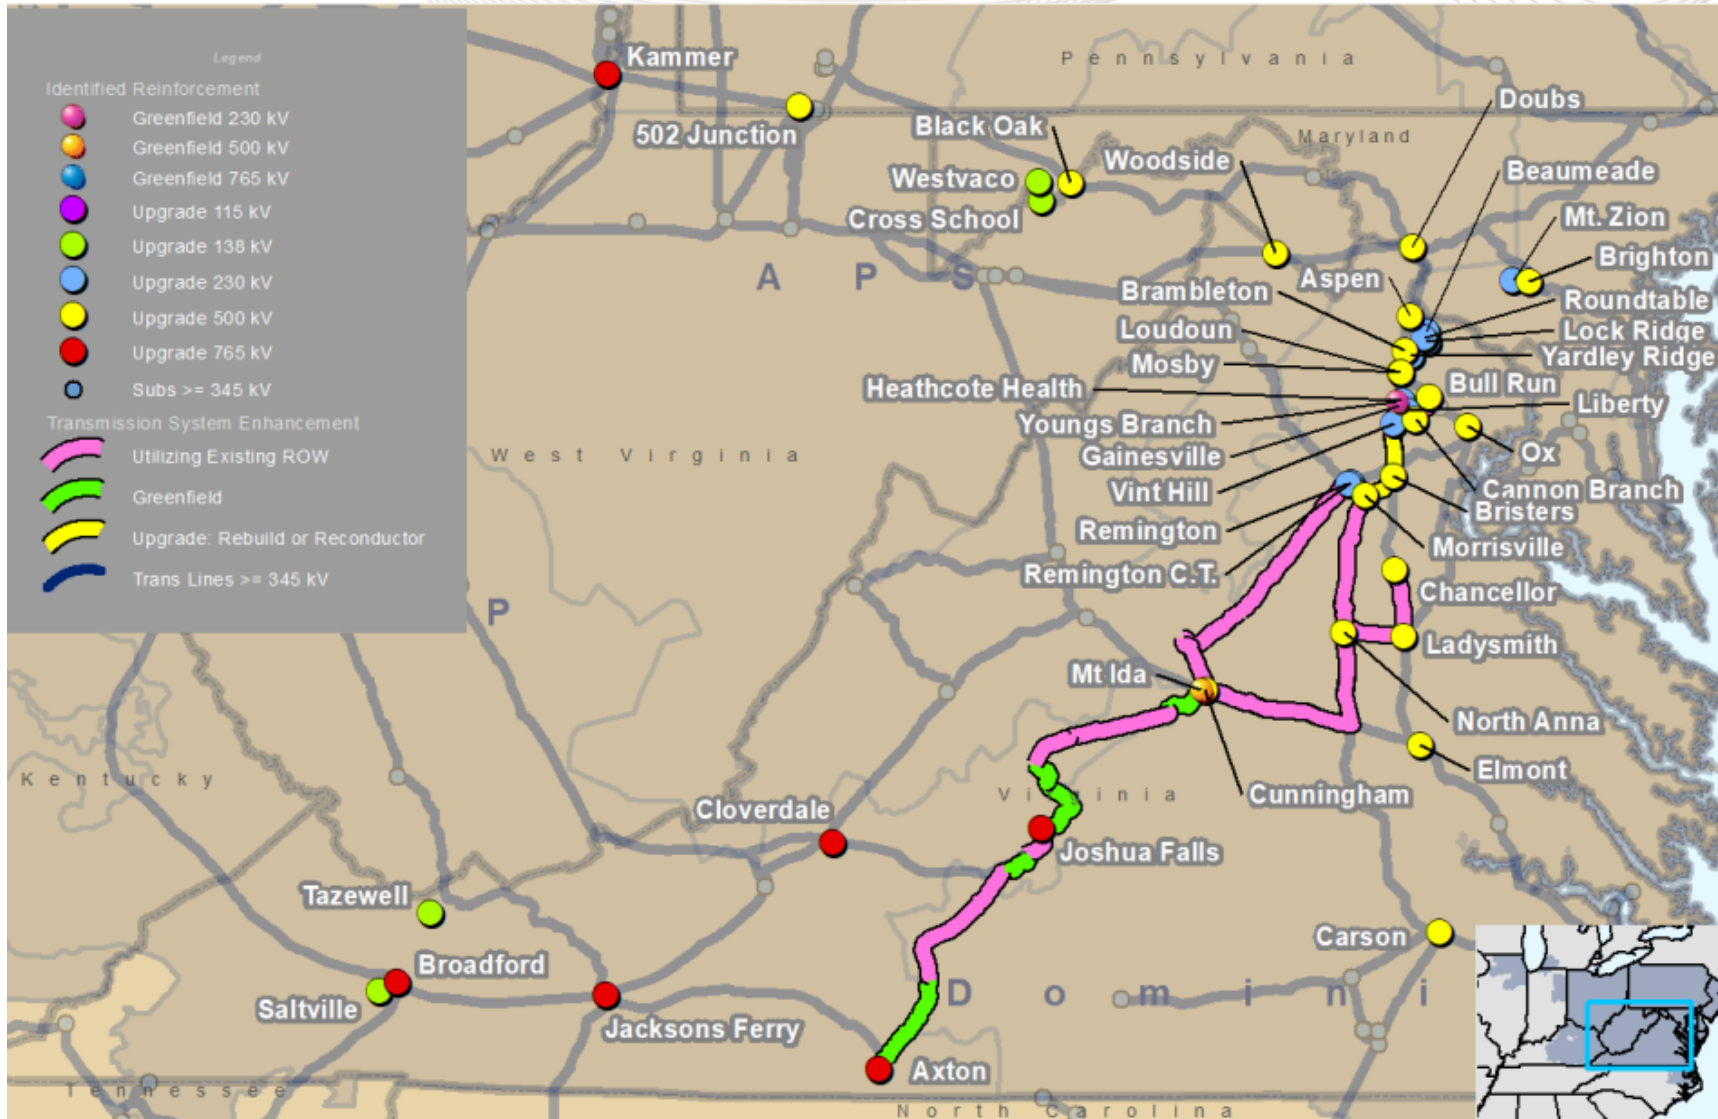 Legend
Identified Reinforcement
Greenfield 230 kV
Greenfield 500 kV
Greenfield 765 kV
Upgrade 115 kV
Upgrade 138 kV
Upgrade 230 kV
Upgrade 500 kV
Upgrade 765 kV
Subs >= 345 kV
Transmission System Enhancement
Utilizing Existing ROW
Greenfield
Upgrade: Rebuild or Reconductor
Trans Lines >= 345 kV
Kammer
Pennsylvania
502 Junction
Black Oak
Doubs
Maryland
Woodside
Westvaco
Beaumeade
Cross School
Mt. Zion
Brighton
A P S
Aspen
Brambleton
Roundtable
Loudoun
Lock Ridge
Mosby
Yardley Ridge
Heathcote Health
Bull Run
Liberty
Youngs Branch
West Virginia
Gainesville
Ox
Vint Hill
Cannon Branch
Bristers
Remington
Morrisville
Remington C.T.
Chancellor
P
Ladysmith
Mt Ida
North Anna
Elmont
Kentucky
Virginia
Cunningham
Cloverdale
Joshua Falls
Tazewell
Carson
Broadford
Saltville
Domini
Jacksons Ferry
Axton
Tennessee
North Carolina